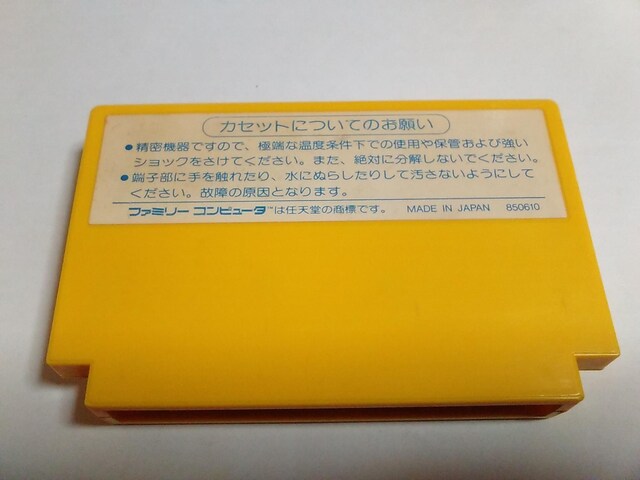 カセットについてのお願い
●精密機器ですので、極端な温度条件下での使用や保管および強い
ショックをさけてください。また、絶対に分解しないでください。
●端子部に手を触れたり、水にぬらしたりして汚さないようにして
ください。故障の原因となります。
ファミリー コンピュータ™は任天堂の商標です。 MADE IN JAPAN 850610